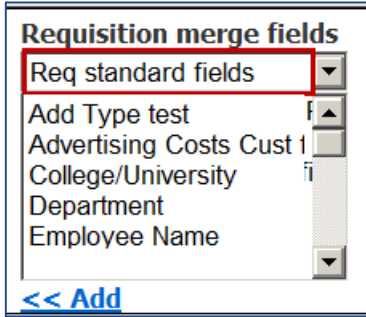 Requisition merge fields
Req standard fields
Add Type test
Advertising Costs Cust f
College/University
Department
Employee Name
<< Add